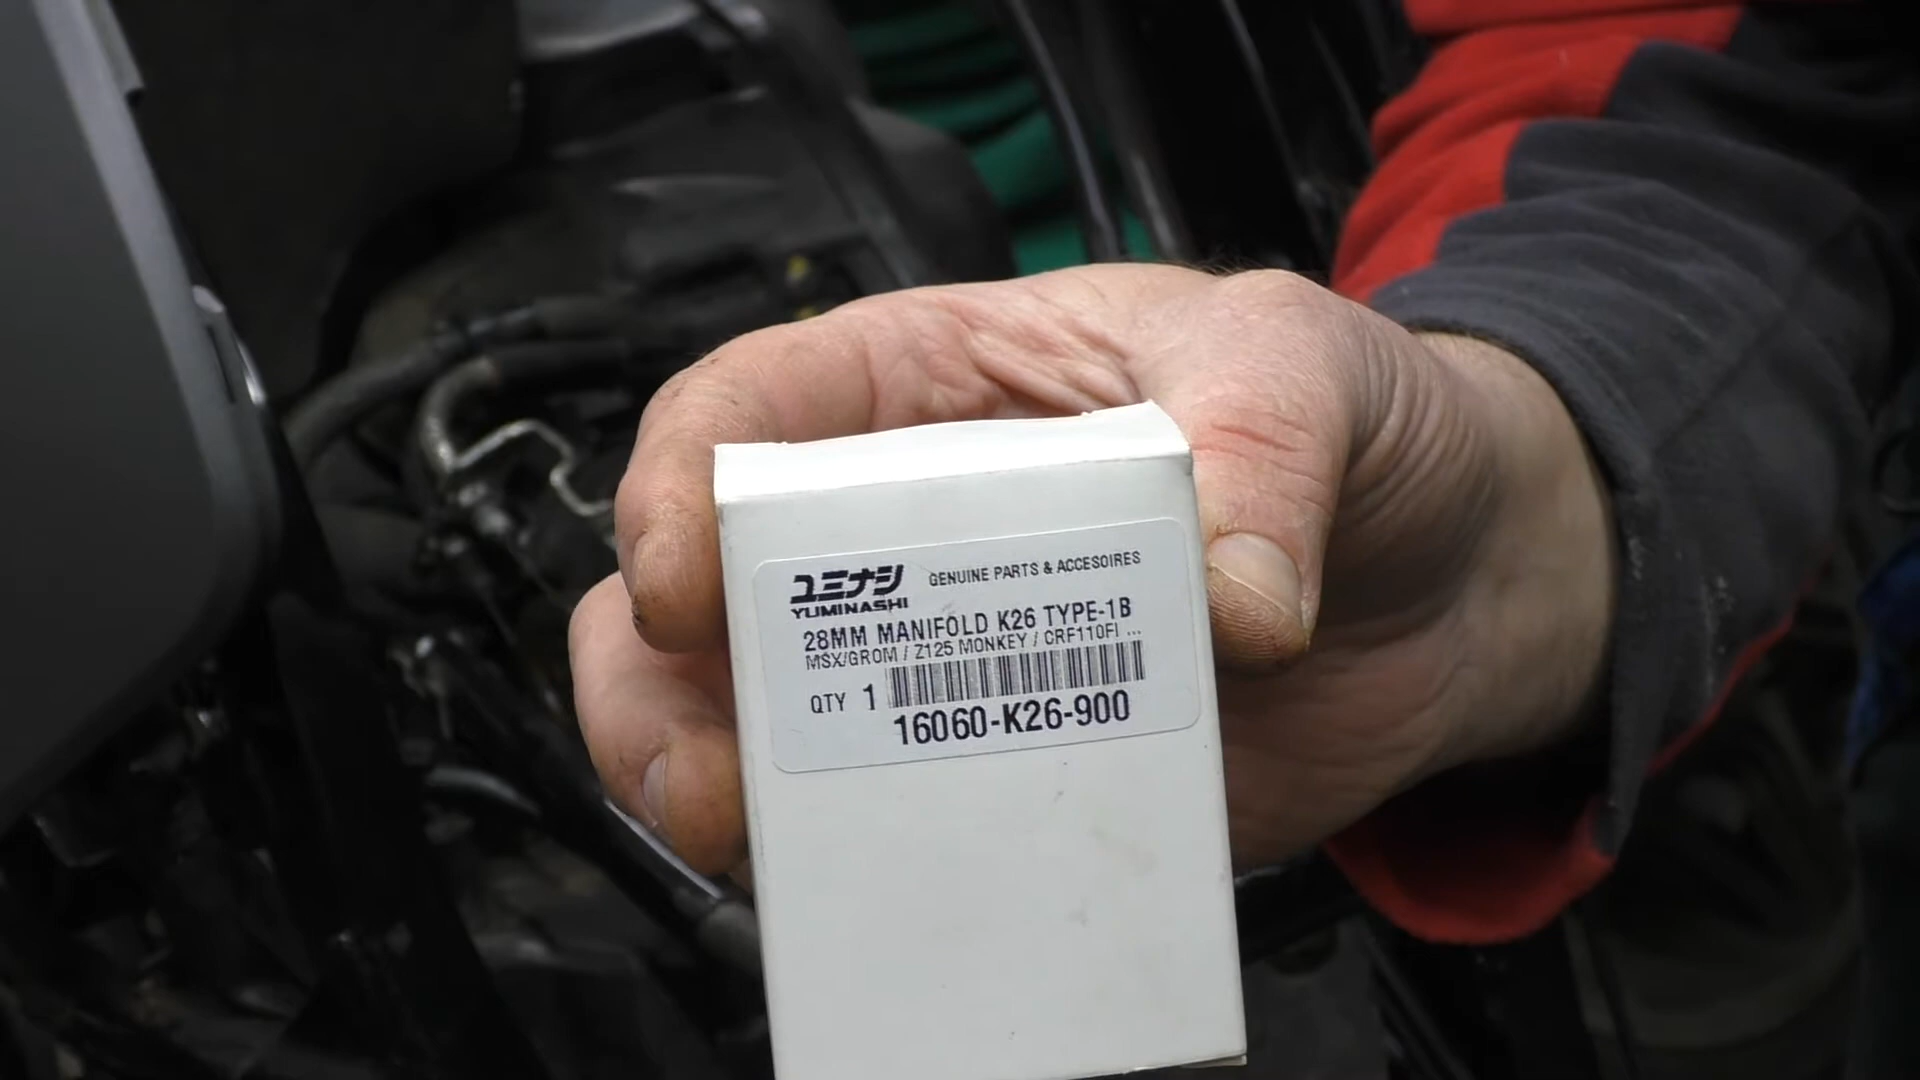 ユミナシ
YUMINASHI
GENUINE PARTS & ACCESOIRES
28MM MANIFOLD K26 TYPE-1B
MSX/GROM / Z125 MONKEY / CRF110FI ...
QTY 1
16060-K26-900